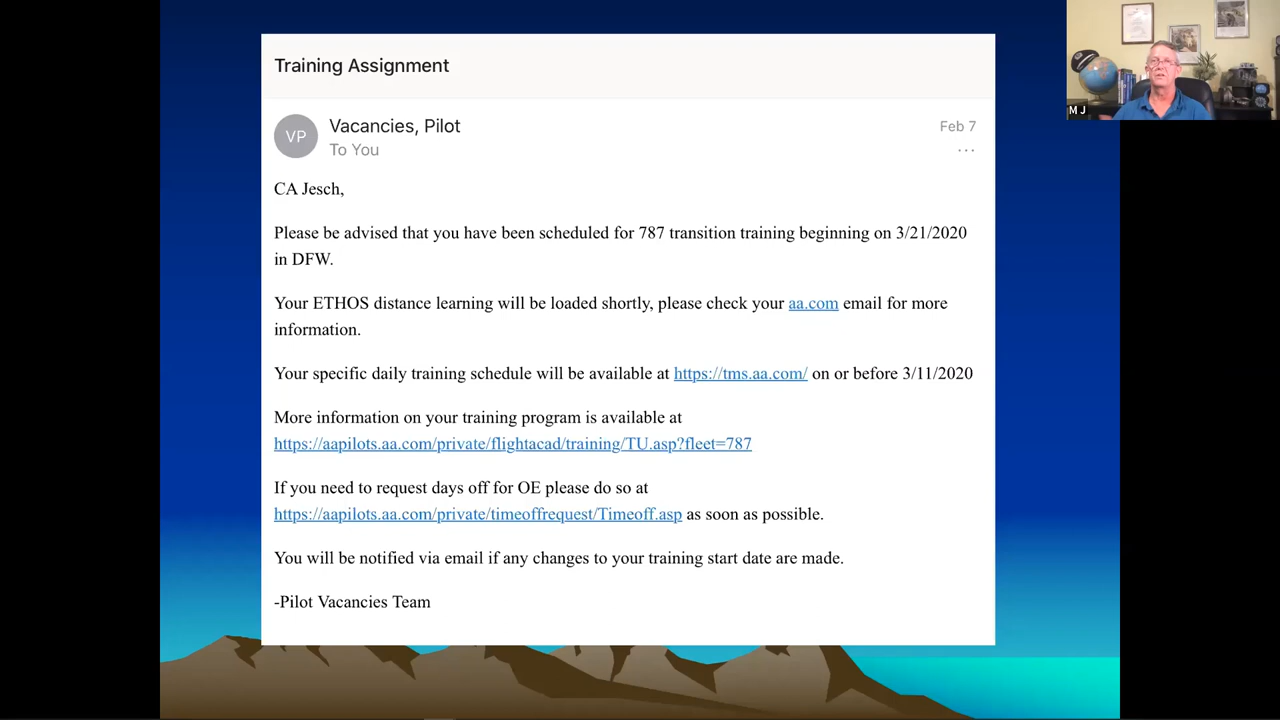 Training Assignment
VP
Vacancies, Pilot
Feb 7
To You
...
CA Jesch,
Please be advised that you have been scheduled for 787 transition training beginning on 3/21/2020
in DFW.
Your ETHOS distance learning will be loaded shortly, please check your aa.com email for more
information.
Your specific daily training schedule will be available at https://tms.aa.com/ on or before 3/11/2020
More information on your training program is available at
https://aapilots.aa.com/private/flightacad/training/TU.asp?fleet=787
If you need to request days off for OE please do so at
https://aapilots.aa.com/private/timeoffrequest/Timeoff.asp as soon as possible.
You will be notified via email if any changes to your training start date are made.
-Pilot Vacancies Team
M J